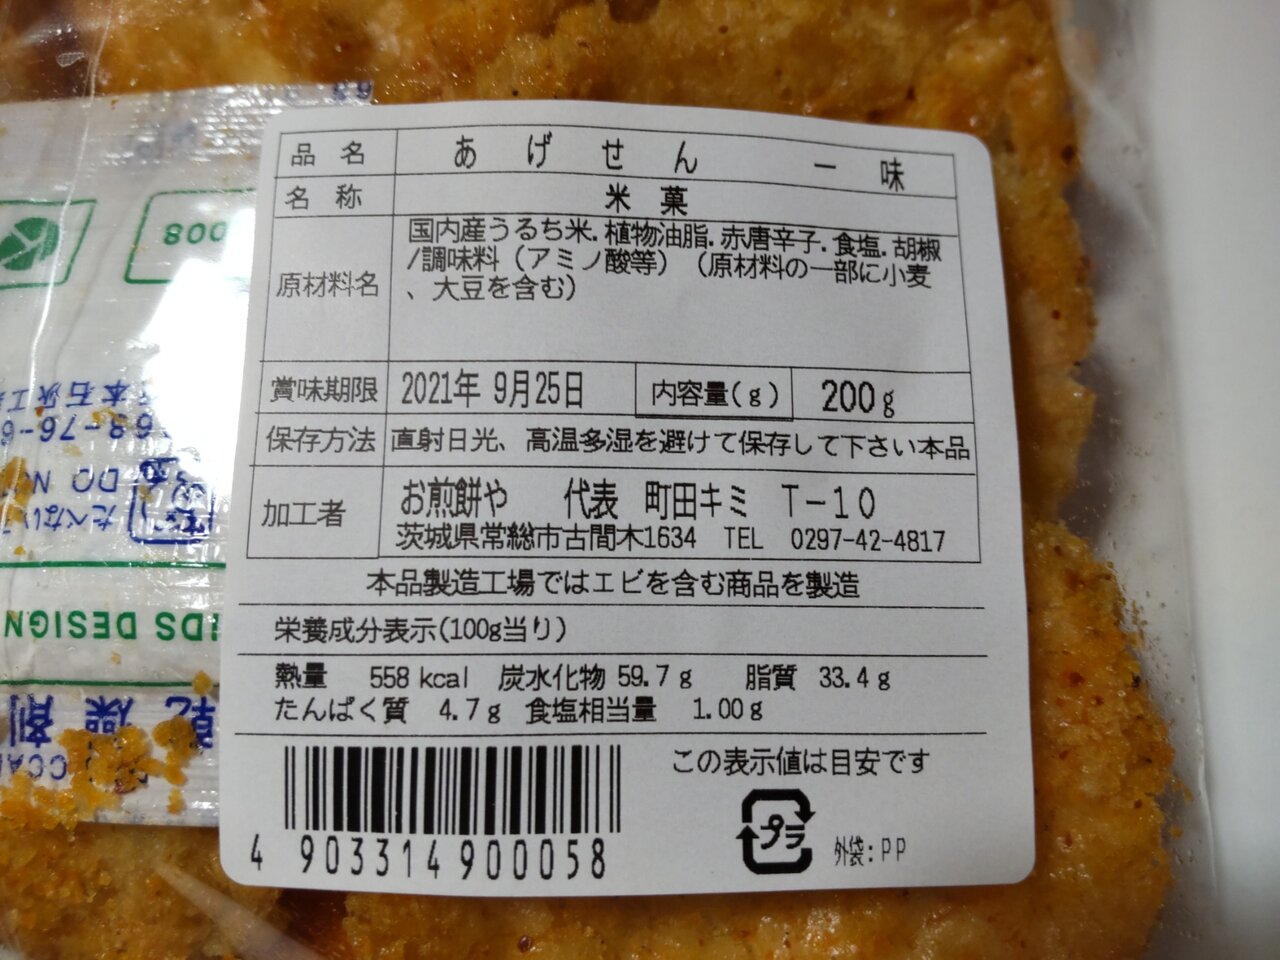 品名 あげせん 一味
名称 米菓
原材料名 国内産うるち米.植物油脂.赤唐辛子.食塩.胡椒
/調味料（アミノ酸等）（原材料の一部に小麦
、大豆を含む）
賞味期限 2021年 9月25日 内容量(g) 200g
保存方法 直射日光、高温多湿を避けて保存して下さい本品
加工者 お煎餅や 代表 町田キミ T-10
茨城県常総市古間木1634 TEL 0297-42-4817
本品製造工場ではエビを含む商品を製造
栄養成分表示(100g当り)
熱量 558 kcal 炭水化物 59.7g 脂質 33.4g
たんぱく質 4.7g 食塩相当量 1.00g
この表示値は目安です
4 903314 900058
プラ
外袋:PP
乾燥剤
IDS DESIGN
たべない
DO N